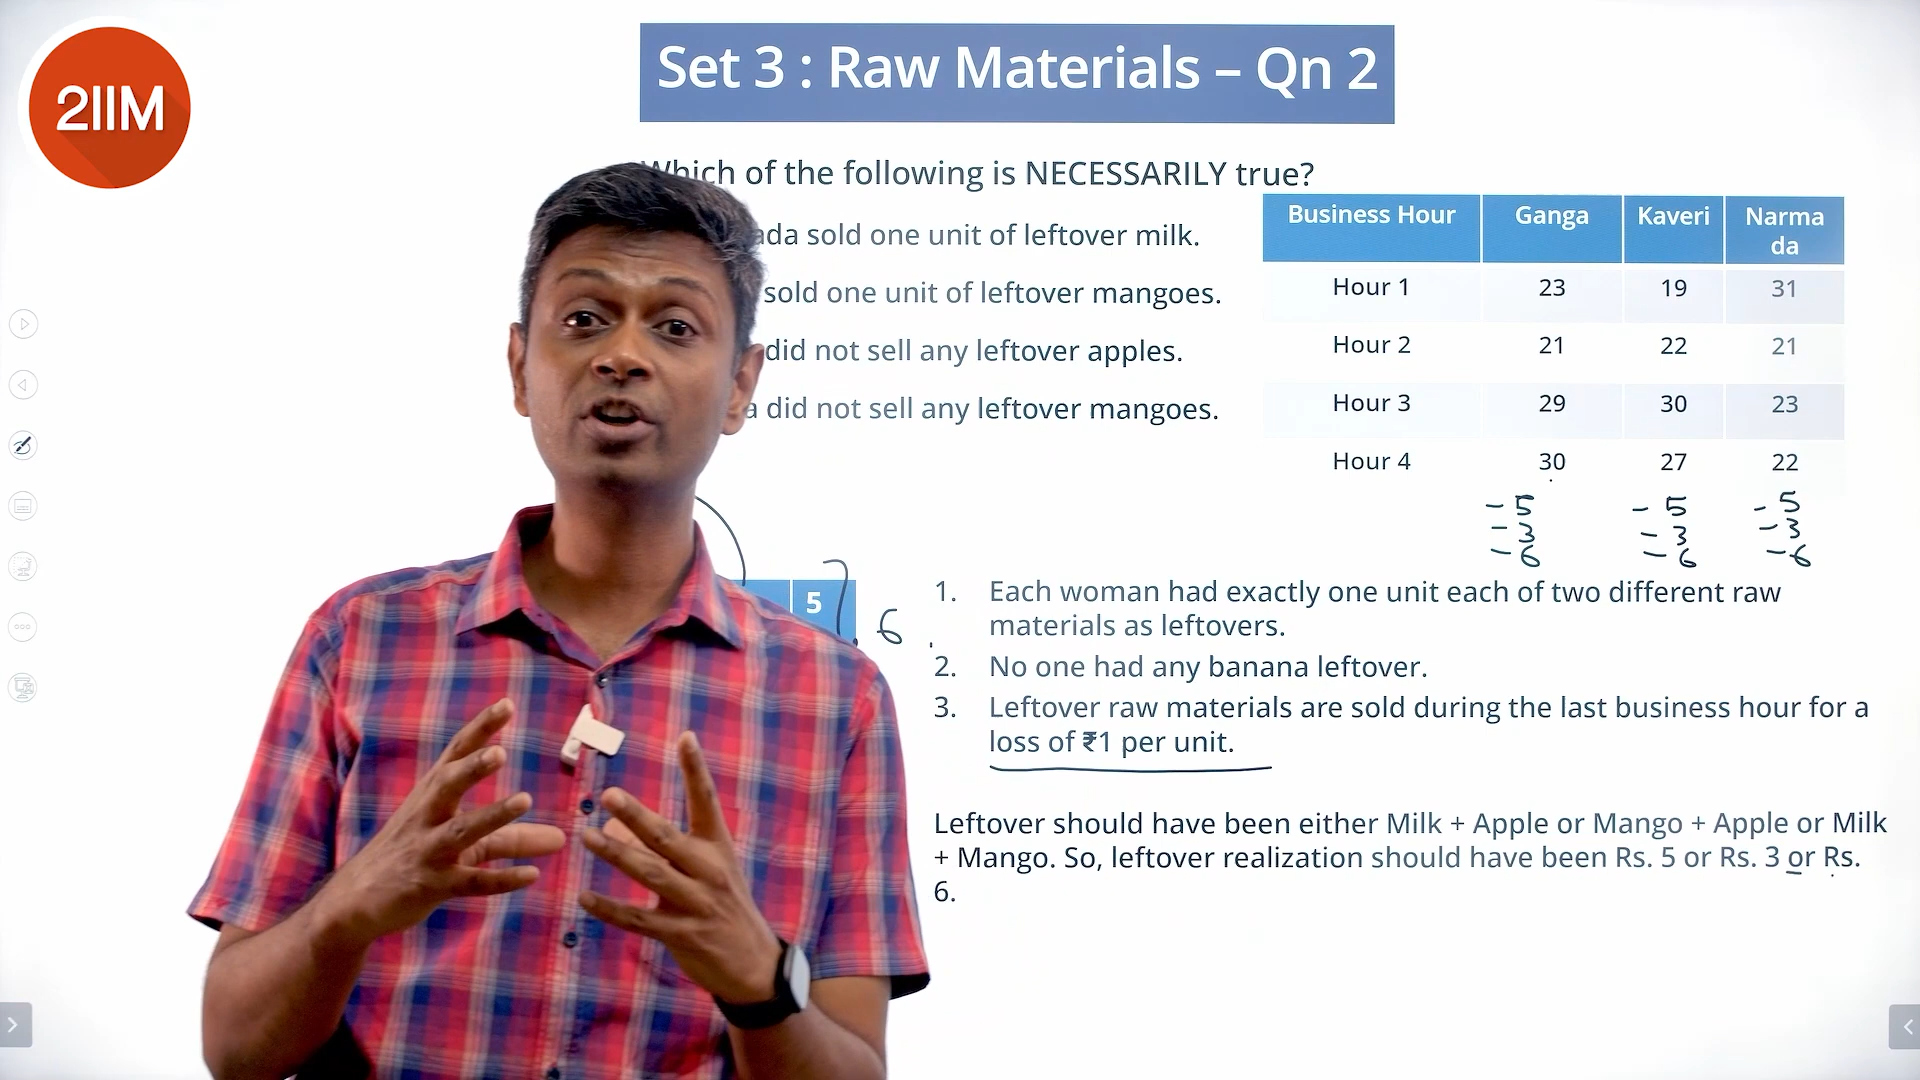 2IIM
Set 3 : Raw Materials – Qn 2
Which of the following is NECESSARILY true?
sold one unit of leftover milk.
sold one unit of leftover mangoes.
did not sell any leftover apples.
did not sell any leftover mangoes.
Business Hour Ganga Kaveri Narma
da
Hour 1 23 19 31
Hour 2 21 22 21
Hour 3 29 30 23
Hour 4 30 27 22
- 5 - 5 - 5
- 3 - 3 - 3
- 6 - 6 - 6
5
6
1. Each woman had exactly one unit each of two different raw
materials as leftovers.
2. No one had any banana leftover.
3. Leftover raw materials are sold during the last business hour for a
loss of ₹1 per unit.
Leftover should have been either Milk + Apple or Mango + Apple or Milk
+ Mango. So, leftover realization should have been Rs. 5 or Rs. 3 or Rs.
6.